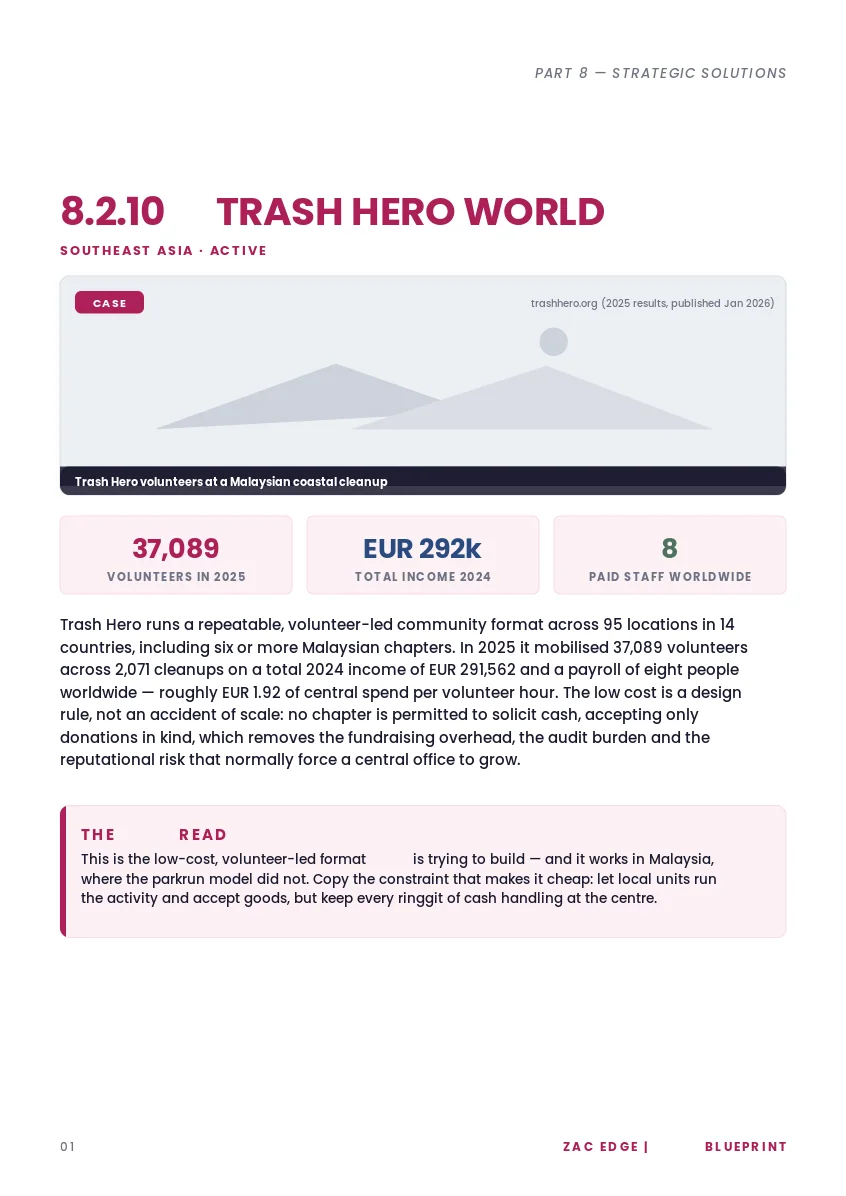 PART 8 — STRATEGIC SOLUTIONS
8.2.10 TRASH HERO WORLD
SOUTHEAST ASIA · ACTIVE
CASE
trashhero.org (2025 results, published Jan 2026)
Trash Hero volunteers at a Malaysian coastal cleanup
37,089
VOLUNTEERS IN 2025
EUR 292k
TOTAL INCOME 2024
8
PAID STAFF WORLDWIDE
Trash Hero runs a repeatable, volunteer-led community format across 95 locations in 14
countries, including six or more Malaysian chapters. In 2025 it mobilised 37,089 volunteers
across 2,071 cleanups on a total 2024 income of EUR 291,562 and a payroll of eight people
worldwide — roughly EUR 1.92 of central spend per volunteer hour. The low cost is a design
rule, not an accident of scale: no chapter is permitted to solicit cash, accepting only
donations in kind, which removes the fundraising overhead, the audit burden and the
reputational risk that normally force a central office to grow.
THE READ
This is the low-cost, volunteer-led format is trying to build — and it works in Malaysia,
where the parkrun model did not. Copy the constraint that makes it cheap: let local units run
the activity and accept goods, but keep every ringgit of cash handling at the centre.
01
ZAC EDGE | BLUEPRINT